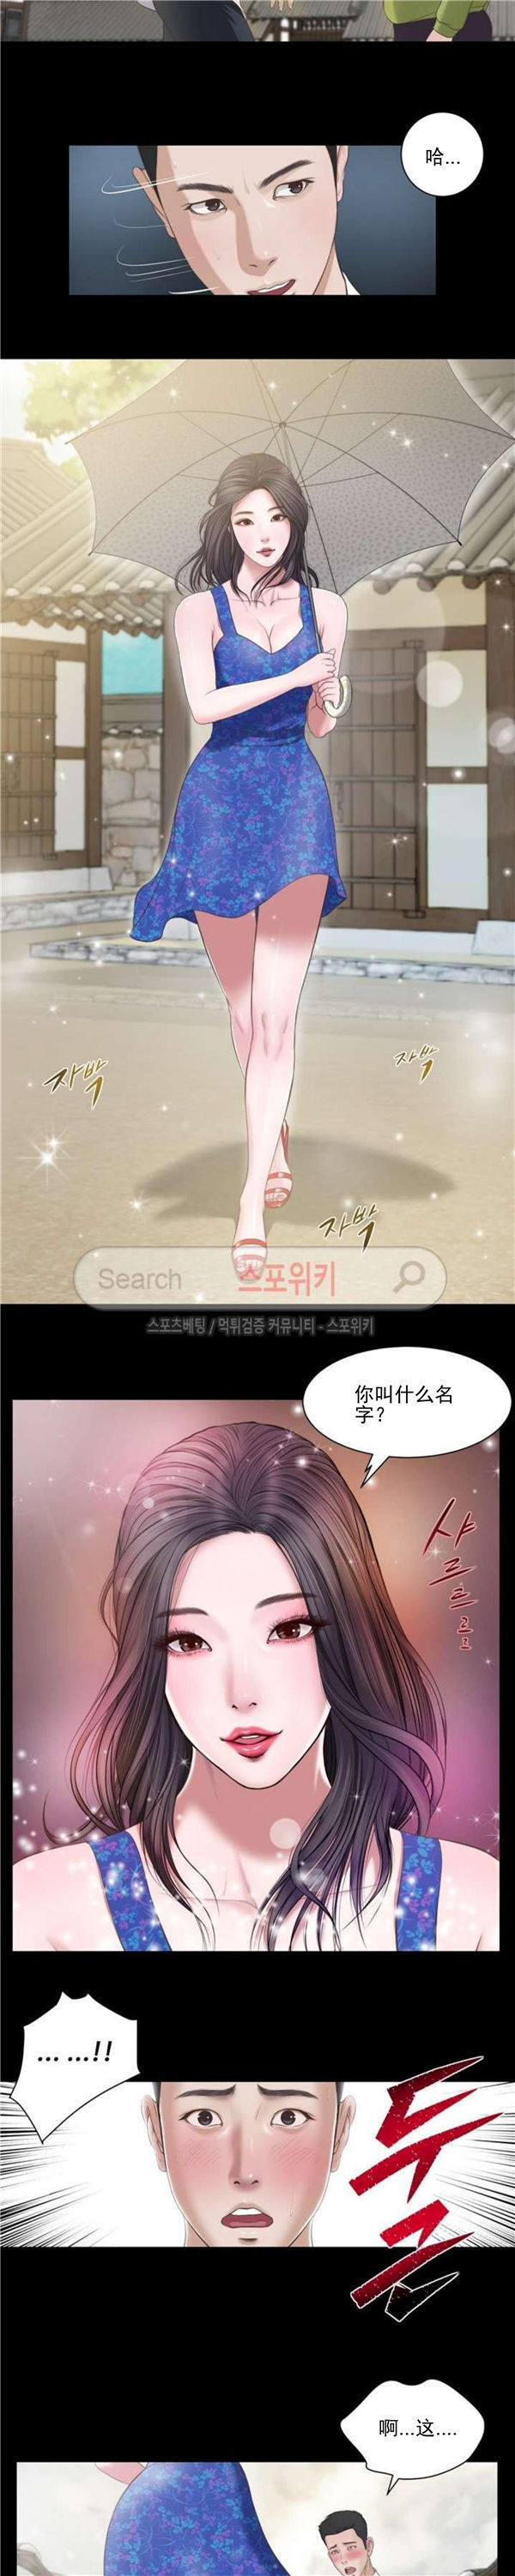 哈...
자박
자박
자박
Search 스포위키
스포츠베팅 / 먹튀검증 커뮤니티 - 스포위키
你叫什么名
字?
샤르르르르
... ...!!
두근
啊...这....